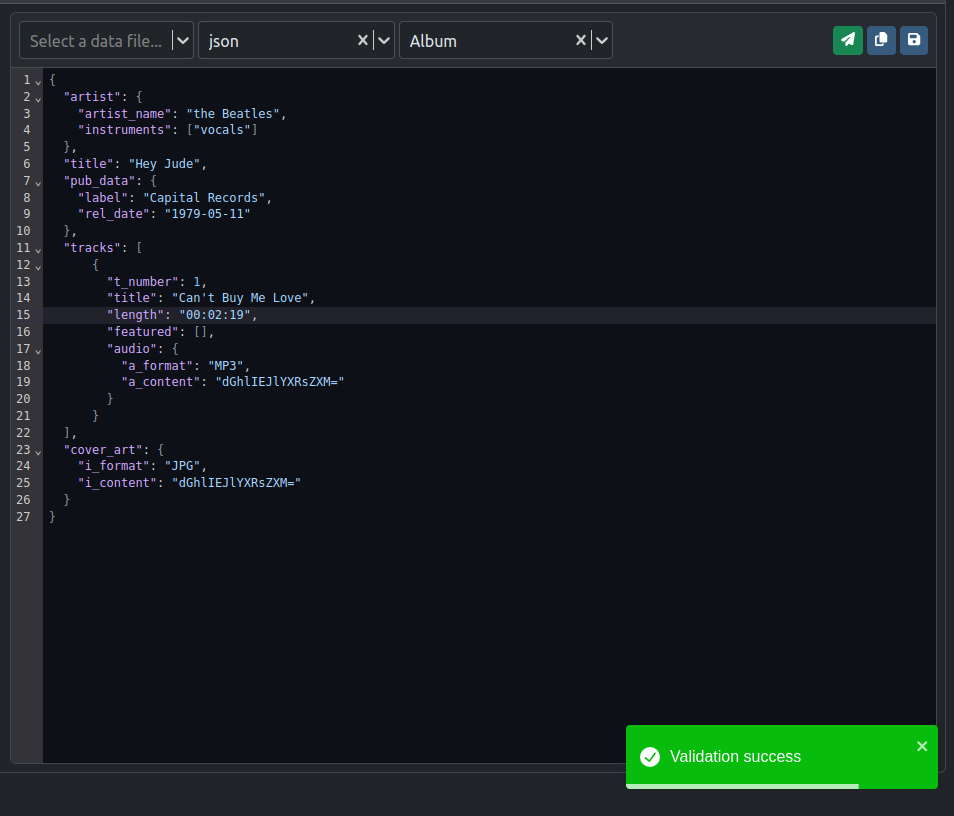 Select a data file... json Album
1 {
2 "artist": {
3 "artist_name": "the Beatles",
4 "instruments": ["vocals"]
5 },
6 "title": "Hey Jude",
7 "pub_data": {
8 "label": "Capital Records",
9 "rel_date": "1979-05-11"
10 },
11 "tracks": [
12 {
13 "t_number": 1,
14 "title": "Can't Buy Me Love",
15 "length": "00:02:19",
16 "featured": [],
17 "audio": {
18 "a_format": "MP3",
19 "a_content": "dGhlIEJlYXRsZXM="
20 }
21 }
22 ],
23 "cover_art": {
24 "i_format": "JPG",
25 "i_content": "dGhlIEJlYXRsZXM="
26 }
27 }
Validation success